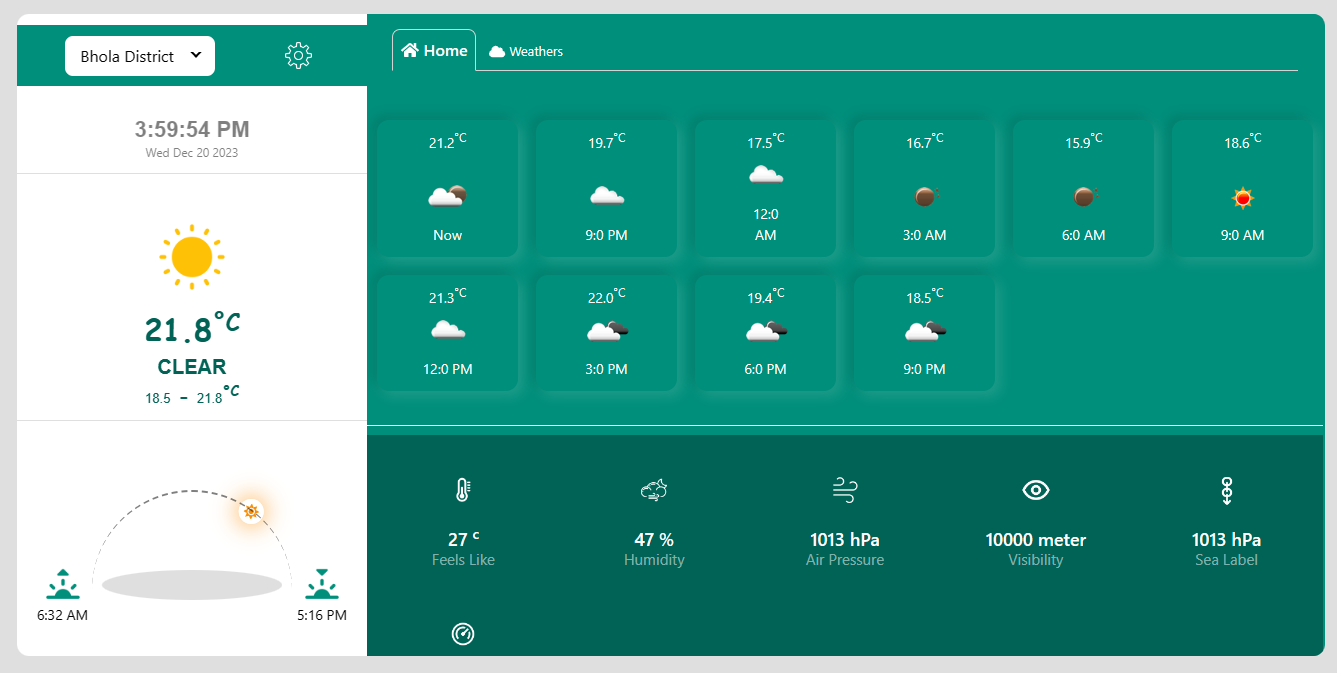 Bhola District
3:59:54 PM
Wed Dec 20 2023
21.8°C
CLEAR
18.5 – 21.8°C
6:32 AM
5:16 PM
Home
Weathers
21.2°C
Now
19.7°C
9:0 PM
17.5°C
12:0
AM
16.7°C
3:0 AM
15.9°C
6:0 AM
18.6°C
9:0 AM
21.3°C
12:0 PM
22.0°C
3:0 PM
19.4°C
6:0 PM
18.5°C
9:0 PM
27 c
Feels Like
47 %
Humidity
1013 hPa
Air Pressure
10000 meter
Visibility
1013 hPa
Sea Label